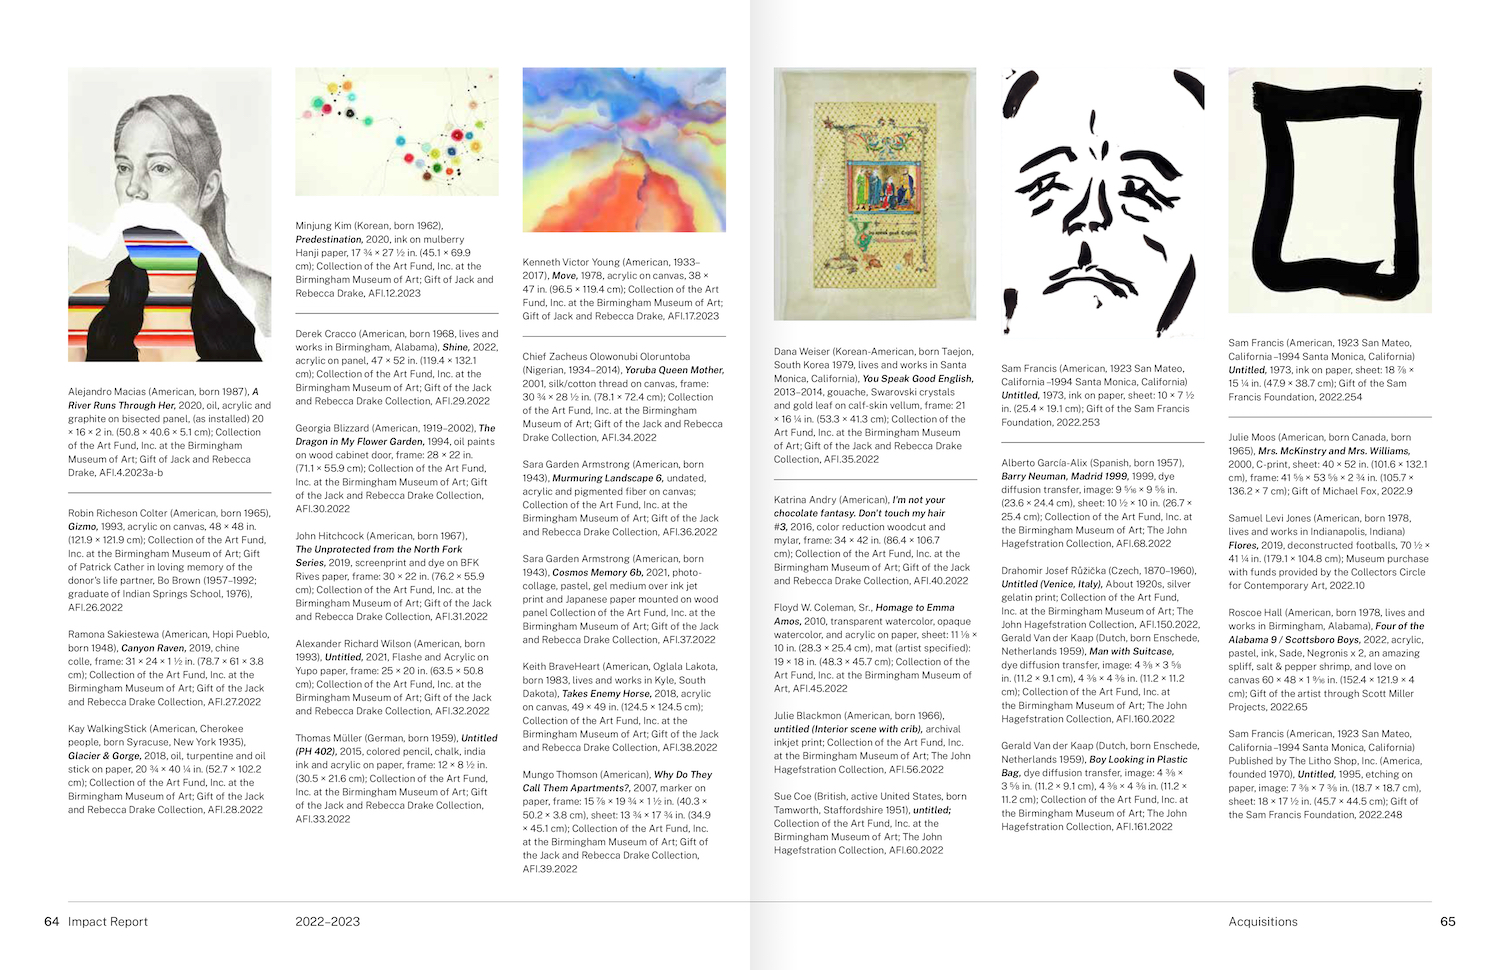 Alejandro Macias (American, born 1987), A
River Runs Through Her, 2020, oil, acrylic and
graphite on bisected panel, (as installed) 20
× 16 × 2 in. (50.8 × 40.6 × 5.1 cm); Collection
of the Art Fund, Inc. at the Birmingham
Museum of Art; Gift of Jack and Rebecca
Drake, AFI.4.2023a-b
Robin Richeson Colter (American, born 1965),
Gizmo, 1993, acrylic on canvas, 48 × 48 in.
(121.9 × 121.9 cm); Collection of the Art Fund,
Inc. at the Birmingham Museum of Art; Gift
of Patrick Cather in loving memory of the
donor's life partner, Bo Brown (1957–1992;
graduate of Indian Springs School, 1976),
AFI.26.2022
Ramona Sakiestewa (American, Hopi Pueblo,
born 1948), Canyon Raven, 2019, chine
colle, frame: 31 × 24 × 1 ½ in. (78.7 × 61 × 3.8
cm); Collection of the Art Fund, Inc. at the
Birmingham Museum of Art; Gift of the Jack
and Rebecca Drake Collection, AFI.27.2022
Kay WalkingStick (American, Cherokee
people, born Syracuse, New York 1935),
Glacier & Gorge, 2018, oil, turpentine and oil
stick on paper, 20 ¾ × 40 ¼ in. (52.7 × 102.2
cm); Collection of the Art Fund, Inc. at the
Birmingham Museum of Art; Gift of the Jack
and Rebecca Drake Collection, AFI.28.2022
Minjung Kim (Korean, born 1962),
Predestination, 2020, ink on mulberry
Hanji paper, 17 ¾ × 27 ½ in. (45.1 × 69.9
cm); Collection of the Art Fund, Inc. at the
Birmingham Museum of Art; Gift of Jack and
Rebecca Drake, AFI.12.2023
Derek Cracco (American, born 1968, lives and
works in Birmingham, Alabama), Shine, 2022,
acrylic on panel, 47 × 52 in. (119.4 × 132.1
cm); Collection of the Art Fund, Inc. at the
Birmingham Museum of Art; Gift of the Jack
and Rebecca Drake Collection, AFI.29.2022
Georgia Blizzard (American, 1919–2002), The
Dragon in My Flower Garden, 1994, oil paints
on wood cabinet door, frame: 28 × 22 in.
(71.1 × 55.9 cm); Collection of the Art Fund,
Inc. at the Birmingham Museum of Art; Gift
of the Jack and Rebecca Drake Collection,
AFI.30.2022
John Hitchcock (American, born 1967),
The Unprotected from the North Fork
Series, 2019, screenprint and dye on BFK
Rives paper, frame: 30 × 22 in. (76.2 × 55.9
cm); Collection of the Art Fund, Inc. at the
Birmingham Museum of Art; Gift of the Jack
and Rebecca Drake Collection, AFI.31.2022
Alexander Richard Wilson (American, born
1993), Untitled, 2021, Flashe and Acrylic on
Yupo paper, frame: 25 × 20 in. (63.5 × 50.8
cm); Collection of the Art Fund, Inc. at the
Birmingham Museum of Art; Gift of the Jack
and Rebecca Drake Collection, AFI.32.2022
Thomas Müller (German, born 1959), Untitled
(PH 402), 2015, colored pencil, chalk, india
ink and acrylic on paper, frame: 12 × 8 ½ in.
(30.5 × 21.6 cm); Collection of the Art Fund,
Inc. at the Birmingham Museum of Art; Gift
of the Jack and Rebecca Drake Collection,
AFI.33.2022
Kenneth Victor Young (American, 1933–
2017), Move, 1978, acrylic on canvas, 38 ×
47 in. (96.5 × 119.4 cm); Collection of the Art
Fund, Inc. at the Birmingham Museum of Art;
Gift of Jack and Rebecca Drake, AFI.17.2023
Chief Zacheus Olowonubi Oloruntoba
(Nigerian, 1934–2014), Yoruba Queen Mother,
2001, silk/cotton thread on canvas, frame:
30 ¾ × 28 ½ in. (78.1 × 72.4 cm); Collection
of the Art Fund, Inc. at the Birmingham
Museum of Art; Gift of the Jack and Rebecca
Drake Collection, AFI.34.2022
Sara Garden Armstrong (American, born
1943), Murmuring Landscape 6, undated,
acrylic and pigmented fiber on canvas;
Collection of the Art Fund, Inc. at the
Birmingham Museum of Art; Gift of the Jack
and Rebecca Drake Collection, AFI.36.2022
Sara Garden Armstrong (American, born
1943), Cosmos Memory 6b, 2021, photo-
collage, pastel, gel medium over ink jet
print and Japanese paper mounted on wood
panel Collection of the Art Fund, Inc. at the
Birmingham Museum of Art; Gift of the Jack
and Rebecca Drake Collection, AFI.37.2022
Keith BraveHeart (American, Oglala Lakota,
born 1983, lives and works in Kyle, South
Dakota), Takes Enemy Horse, 2018, acrylic
on canvas, 49 × 49 in. (124.5 × 124.5 cm);
Collection of the Art Fund, Inc. at the
Birmingham Museum of Art; Gift of the Jack
and Rebecca Drake Collection, AFI.38.2022
Mungo Thomson (American), Why Do They
Call Them Apartments?, 2007, marker on
paper, frame: 15 ⅞ × 19 ¾ × 1 ½ in. (40.3 ×
50.2 × 3.8 cm), sheet: 13 ¾ × 17 ¾ in. (34.9
× 45.1 cm); Collection of the Art Fund, Inc.
at the Birmingham Museum of Art; Gift of
the Jack and Rebecca Drake Collection,
AFI.39.2022
Dana Weiser (Korean-American, born Taejon,
South Korea 1979, lives and works in Santa
Monica, California), You Speak Good English,
2013–2014, gouache, Swarovski crystals
and gold leaf on calf-skin vellum, frame: 21
× 16 ¼ in. (53.3 × 41.3 cm); Collection of the
Art Fund, Inc. at the Birmingham Museum
of Art; Gift of the Jack and Rebecca Drake
Collection, AFI.35.2022
Katrina Andry (American), I'm not your
chocolate fantasy. Don't touch my hair
#3, 2016, color reduction woodcut and
mylar, frame: 34 × 42 in. (86.4 × 106.7
cm); Collection of the Art Fund, Inc. at the
Birmingham Museum of Art; Gift of the Jack
and Rebecca Drake Collection, AFI.40.2022
Floyd W. Coleman, Sr., Homage to Emma
Amos, 2010, transparent watercolor, opaque
watercolor, and acrylic on paper, sheet: 11 ⅛ ×
10 in. (28.3 × 25.4 cm), mat (artist specified):
19 × 18 in. (48.3 × 45.7 cm); Collection of the
Art Fund, Inc. at the Birmingham Museum of
Art, AFI.45.2022
Julie Blackmon (American, born 1966),
untitled (Interior scene with crib), archival
inkjet print; Collection of the Art Fund, Inc.
at the Birmingham Museum of Art; The John
Hagefstration Collection, AFI.56.2022
Sue Coe (British, active United States, born
Tamworth, Staffordshire 1951), untitled;
Collection of the Art Fund, Inc. at the
Birmingham Museum of Art; The John
Hagefstration Collection, AFI.60.2022
Sam Francis (American, 1923 San Mateo,
California –1994 Santa Monica, California)
Untitled, 1973, ink on paper, sheet: 10 × 7 ½
in. (25.4 × 19.1 cm); Gift of the Sam Francis
Foundation, 2022.253
Alberto García-Alix (Spanish, born 1957),
Barry Neuman, Madrid 1999, 1999, dye
diffusion transfer, image: 9 5⁄16 × 9 ⅝ in.
(23.6 × 24.4 cm), sheet: 10 ½ × 10 in. (26.7 ×
25.4 cm); Collection of the Art Fund, Inc. at
the Birmingham Museum of Art; The John
Hagefstration Collection, AFI.68.2022
Drahomir Josef Růžička (Czech, 1870–1960),
Untitled (Venice, Italy), About 1920s, silver
gelatin print; Collection of the Art Fund,
Inc. at the Birmingham Museum of Art; The
John Hagefstration Collection, AFI.150.2022,
Gerald Van der Kaap (Dutch, born Enschede,
Netherlands 1959), Man with Suitcase,
dye diffusion transfer, image: 4 ⅜ × 3 ⅝
in. (11.2 × 9.1 cm), 4 ⅜ × 4 ⅜ in. (11.2 × 11.2
cm); Collection of the Art Fund, Inc. at
the Birmingham Museum of Art; The John
Hagefstration Collection, AFI.160.2022
Gerald Van der Kaap (Dutch, born Enschede,
Netherlands 1959), Boy Looking in Plastic
Bag, dye diffusion transfer, image: 4 ⅜ ×
3 ⅝ in. (11.2 × 9.1 cm), 4 ⅜ × 4 ⅜ in. (11.2 ×
11.2 cm); Collection of the Art Fund, Inc. at
the Birmingham Museum of Art; The John
Hagefstration Collection, AFI.161.2022
Sam Francis (American, 1923 San Mateo,
California –1994 Santa Monica, California)
Untitled, 1973, ink on paper, sheet: 18 ⅞ ×
15 ¼ in. (47.9 × 38.7 cm); Gift of the Sam
Francis Foundation, 2022.254
Julie Moos (American, born Canada, born
1965), Mrs. McKinstry and Mrs. Williams,
2000, C-print, sheet: 40 × 52 in. (101.6 × 132.1
cm), frame: 41 ⅝ × 53 ⅝ × 2 ¾ in. (105.7 ×
136.2 × 7 cm); Gift of Michael Fox, 2022.9
Samuel Levi Jones (American, born 1978,
lives and works in Indianapolis, Indiana)
Flores, 2019, deconstructed footballs, 70 ½ ×
41 ¼ in. (179.1 × 104.8 cm); Museum purchase
with funds provided by the Collectors Circle
for Contemporary Art, 2022.10
Roscoe Hall (American, born 1978, lives and
works in Birmingham, Alabama), Four of the
Alabama 9 / Scottsboro Boys, 2022, acrylic,
pastel, ink, Sade, Negronis x 2, an amazing
spliff, salt & pepper shrimp, and love on
canvas 60 × 48 × 1 9⁄16 in. (152.4 × 121.9 × 4
cm); Gift of the artist through Scott Miller
Projects, 2022.65
Sam Francis (American, 1923 San Mateo,
California –1994 Santa Monica, California)
Published by The Litho Shop, Inc. (America,
founded 1970), Untitled, 1995, etching on
paper, image: 7 ⅜ × 7 ⅜ in. (18.7 × 18.7 cm),
sheet: 18 × 17 ½ in. (45.7 × 44.5 cm); Gift of
the Sam Francis Foundation, 2022.248
64 Impact Report
2022–2023
Acquisitions
65